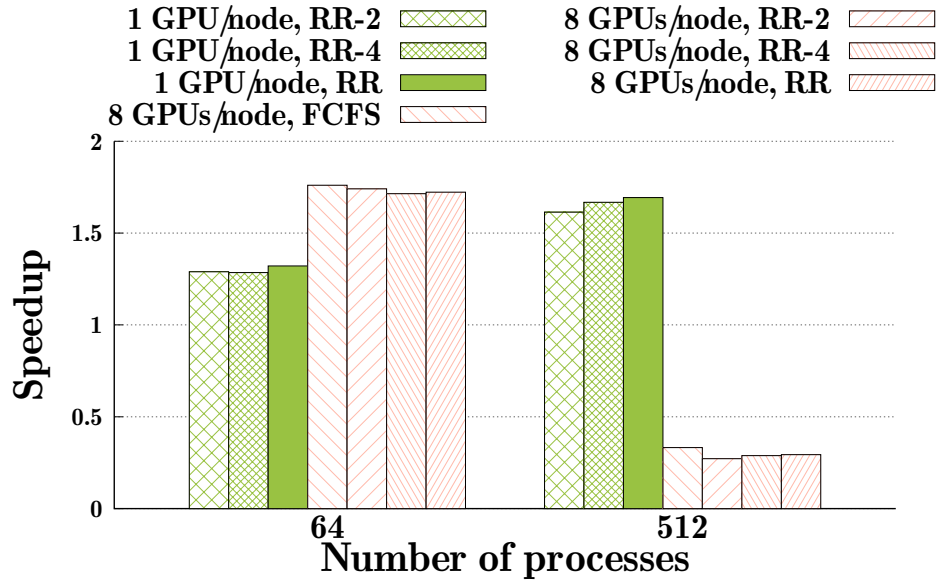 1 GPU/node, RR-2
1 GPU/node, RR-4
1 GPU/node, RR
8 GPUs/node, FCFS
8 GPUs/node, RR-2
8 GPUs/node, RR-4
8 GPUs/node, RR
2
1.5
1
0.5
0
Speedup
64 512
Number of processes